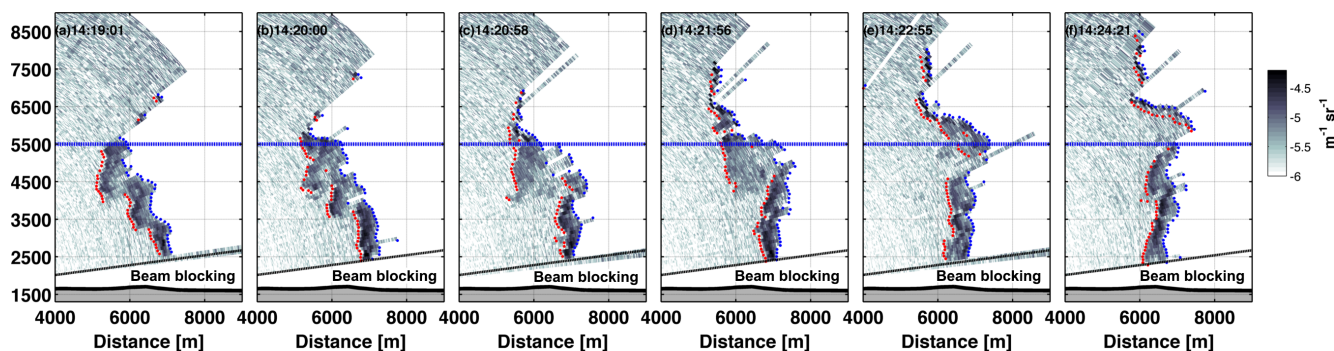 (a)14:19:01 (b)14:20:00 (c)14:20:58 (d)14:21:56 (e)14:22:55 (f)14:24:21
8500
7500
6500
5500
4500
3500
2500
1500
-4.5
-5
-5.5
-6
m⁻¹ sr⁻¹
Beam blocking Beam blocking Beam blocking Beam blocking Beam blocking Beam blocking
4000 6000 8000 4000 6000 8000 4000 6000 8000 4000 6000 8000 4000 6000 8000 4000 6000 8000
Distance [m] Distance [m] Distance [m] Distance [m] Distance [m] Distance [m]